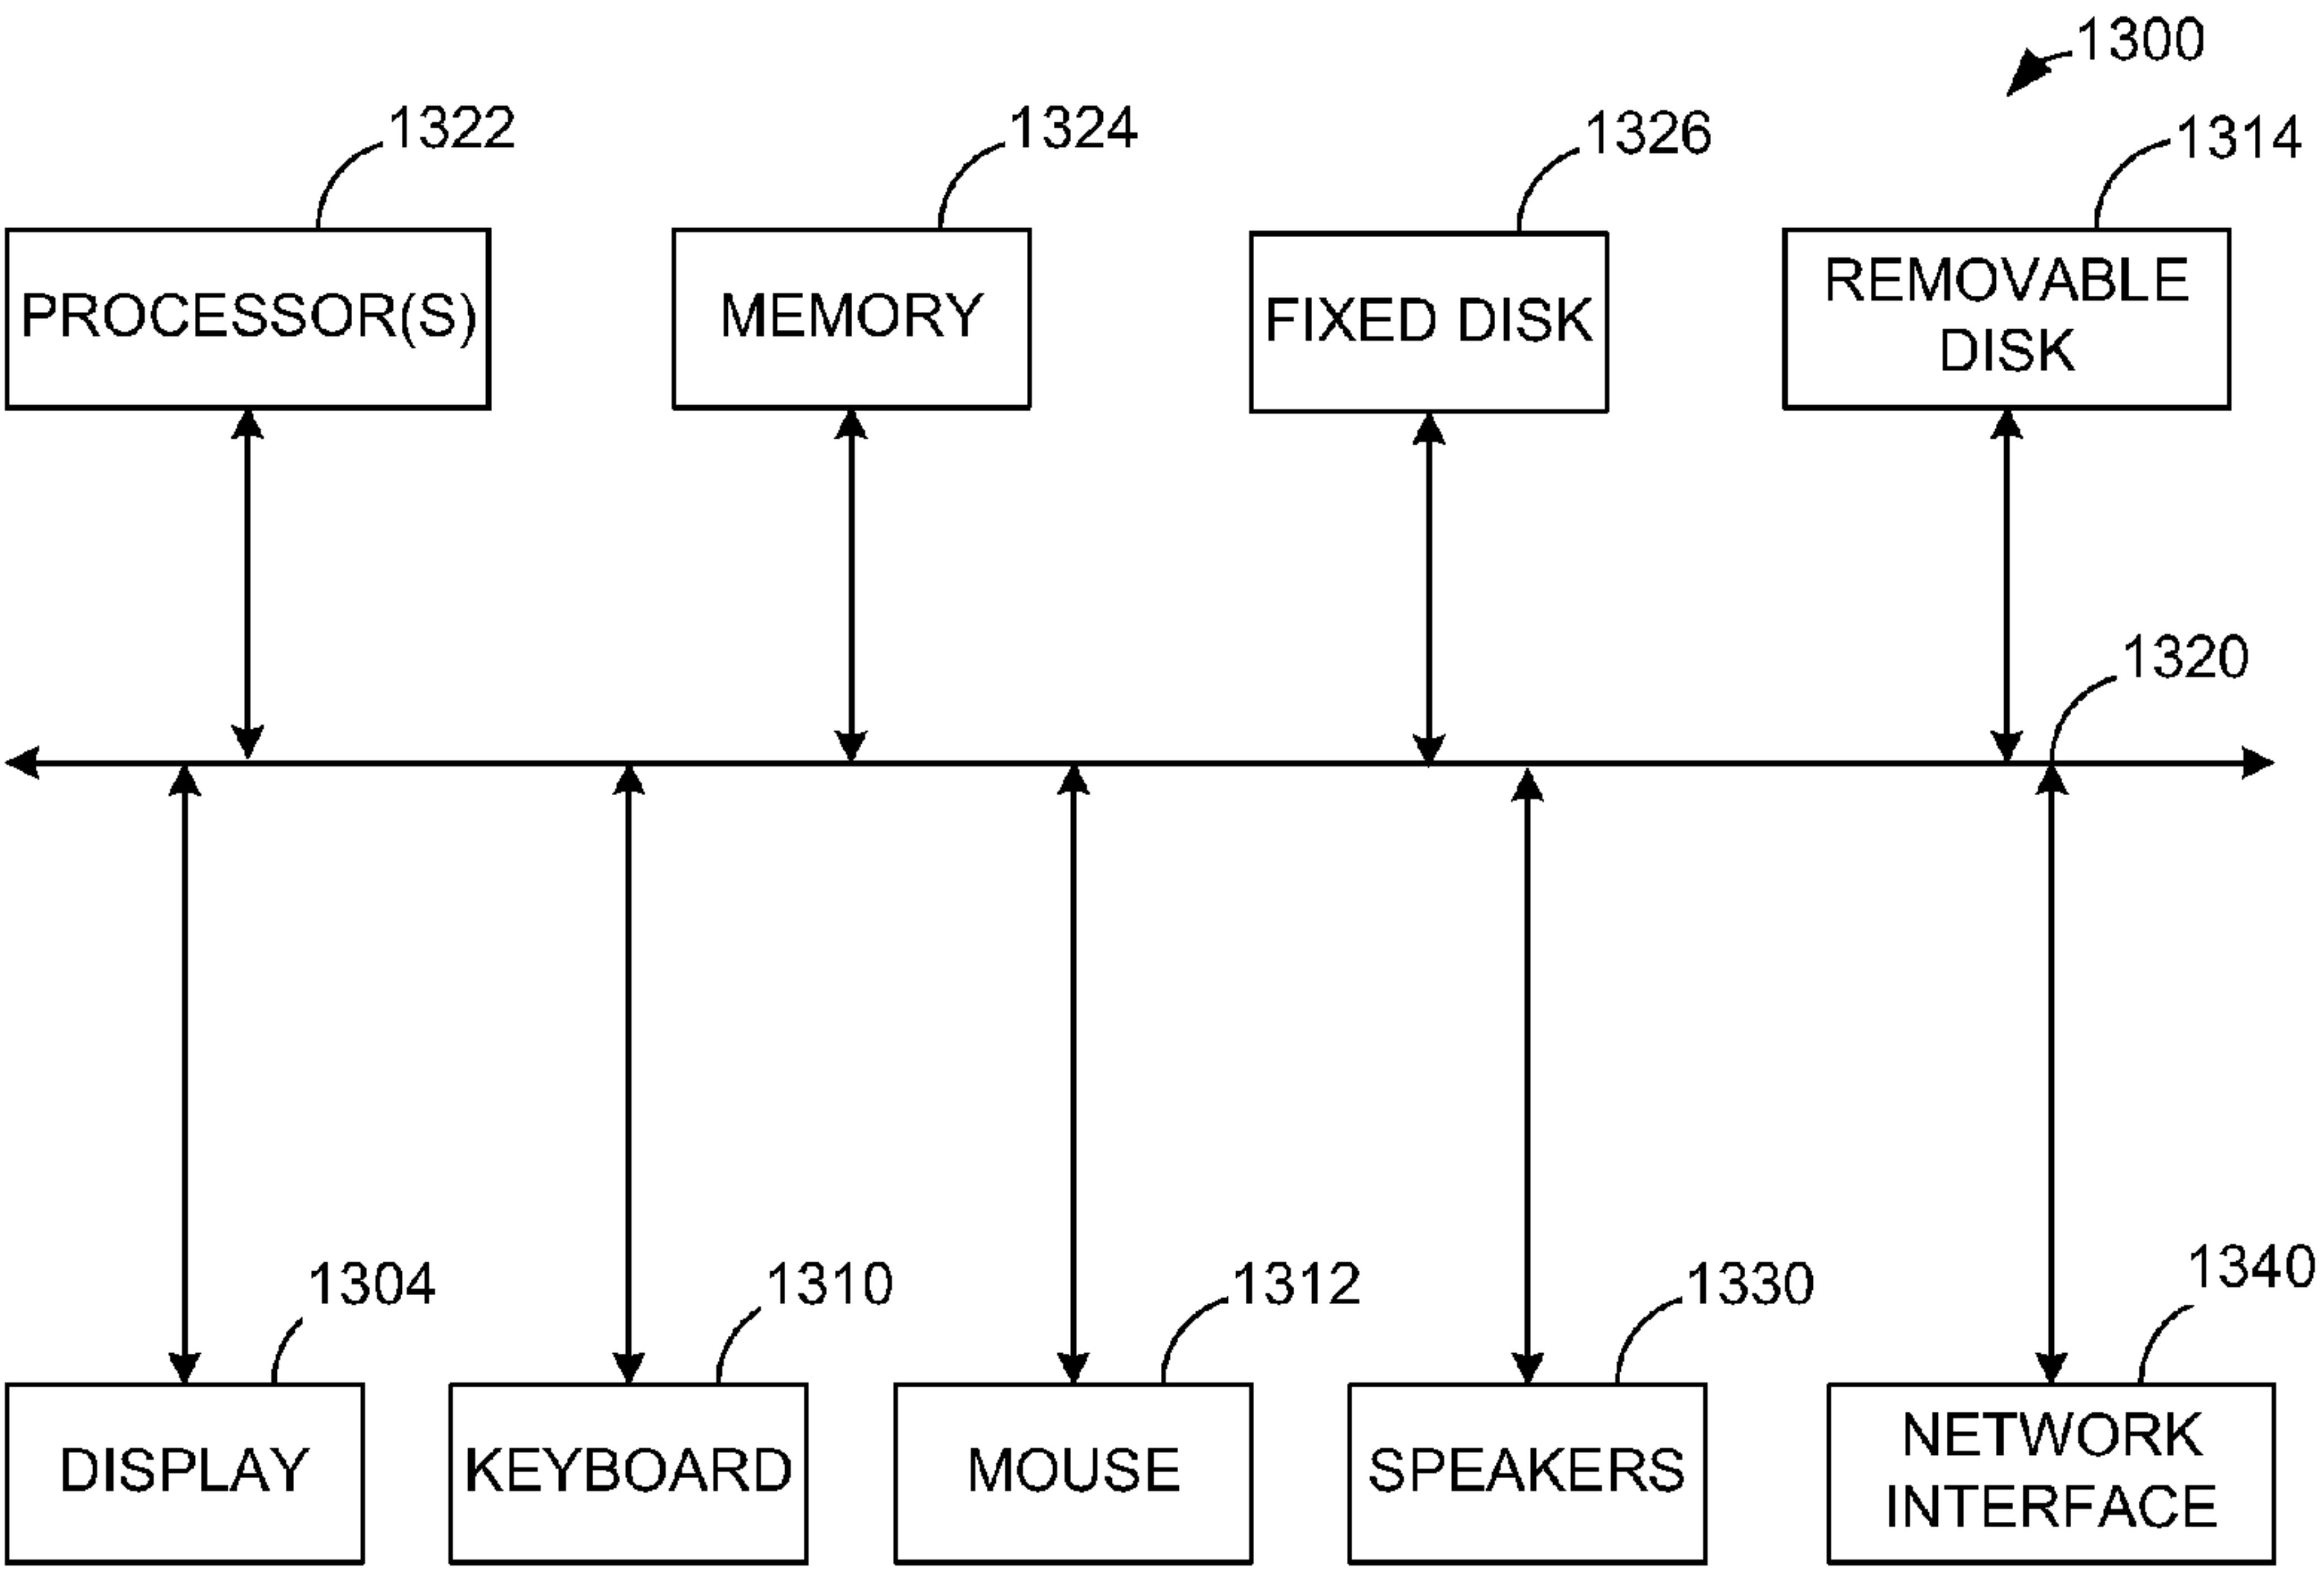 1300
1322
1324
1326
1314
PROCESSOR(S)
MEMORY
FIXED DISK
REMOVABLE
DISK
1320
1304
1310
1312
1330
1340
DISPLAY
KEYBOARD
MOUSE
SPEAKERS
NETWORK
INTERFACE